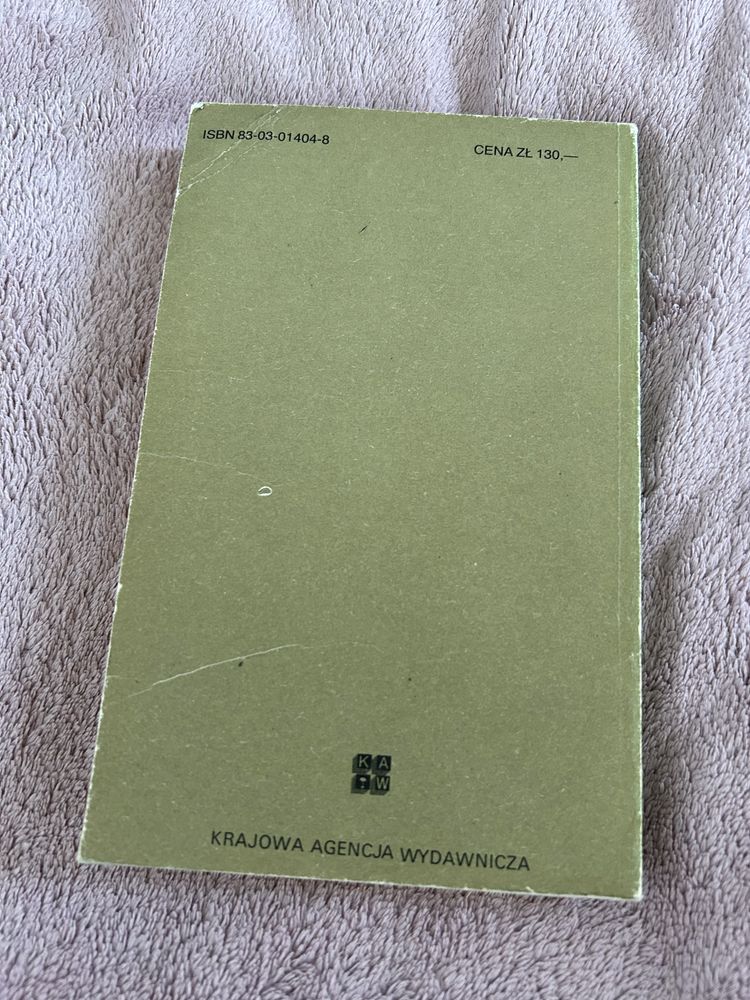 ISBN 83-03-01404-8
CENA ZŁ 130,—
K A
W
KRAJOWA AGENCJA WYDAWNICZA